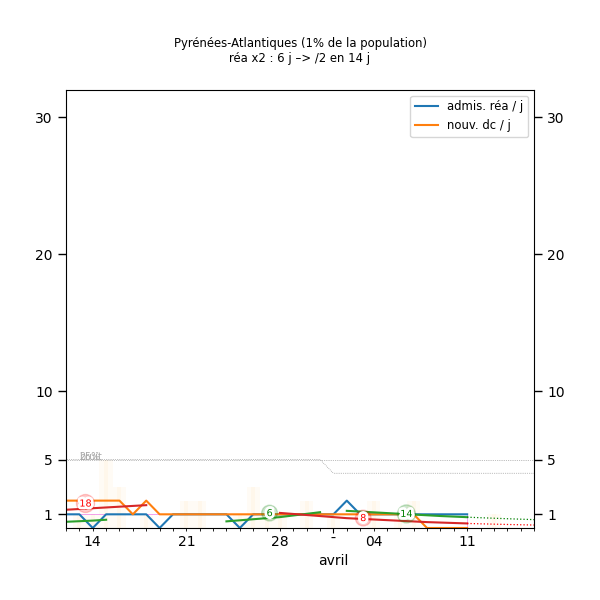 Pyrénées-Atlantiques (1% de la population)
réa x2 : 6 j –> /2 en 14 j
admis. réa / j
nouv. dc / j
30 30
20 20
10 10
5 5
1 1
18
6
8
14
14 21 28 - 04 11
avril